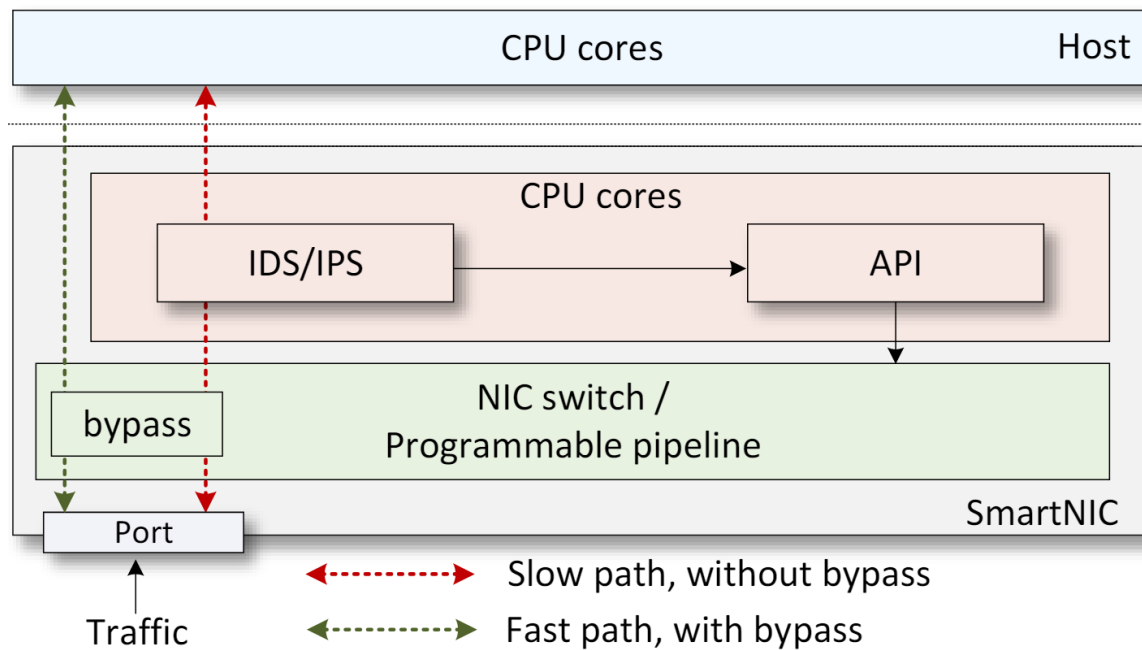 CPU cores
Host
CPU cores
IDS/IPS
API
NIC switch /
Programmable pipeline
bypass
SmartNIC
Port
Traffic
Slow path, without bypass
Fast path, with bypass